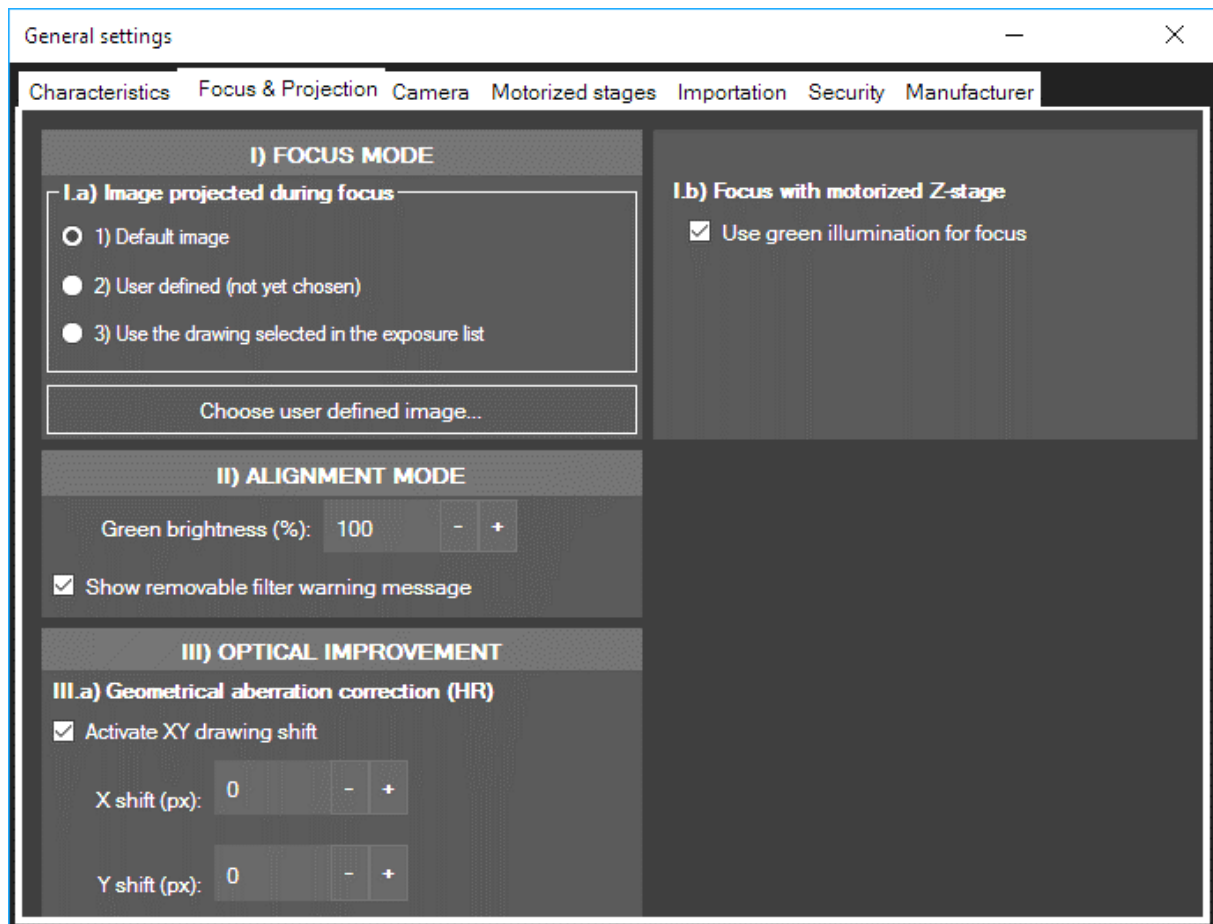 General settings
Characteristics Focus & Projection Camera Motorized stages Importation Security Manufacturer
I) FOCUS MODE
I.a) Image projected during focus
1) Default image
2) User defined (not yet chosen)
3) Use the drawing selected in the exposure list
Choose user defined image...
I.b) Focus with motorized Z-stage
Use green illumination for focus
II) ALIGNMENT MODE
Green brightness (%): 100 - +
Show removable filter warning message
III) OPTICAL IMPROVEMENT
III.a) Geometrical aberration correction (HR)
Activate XY drawing shift
X shift (px): 0 - +
Y shift (px): 0 - +